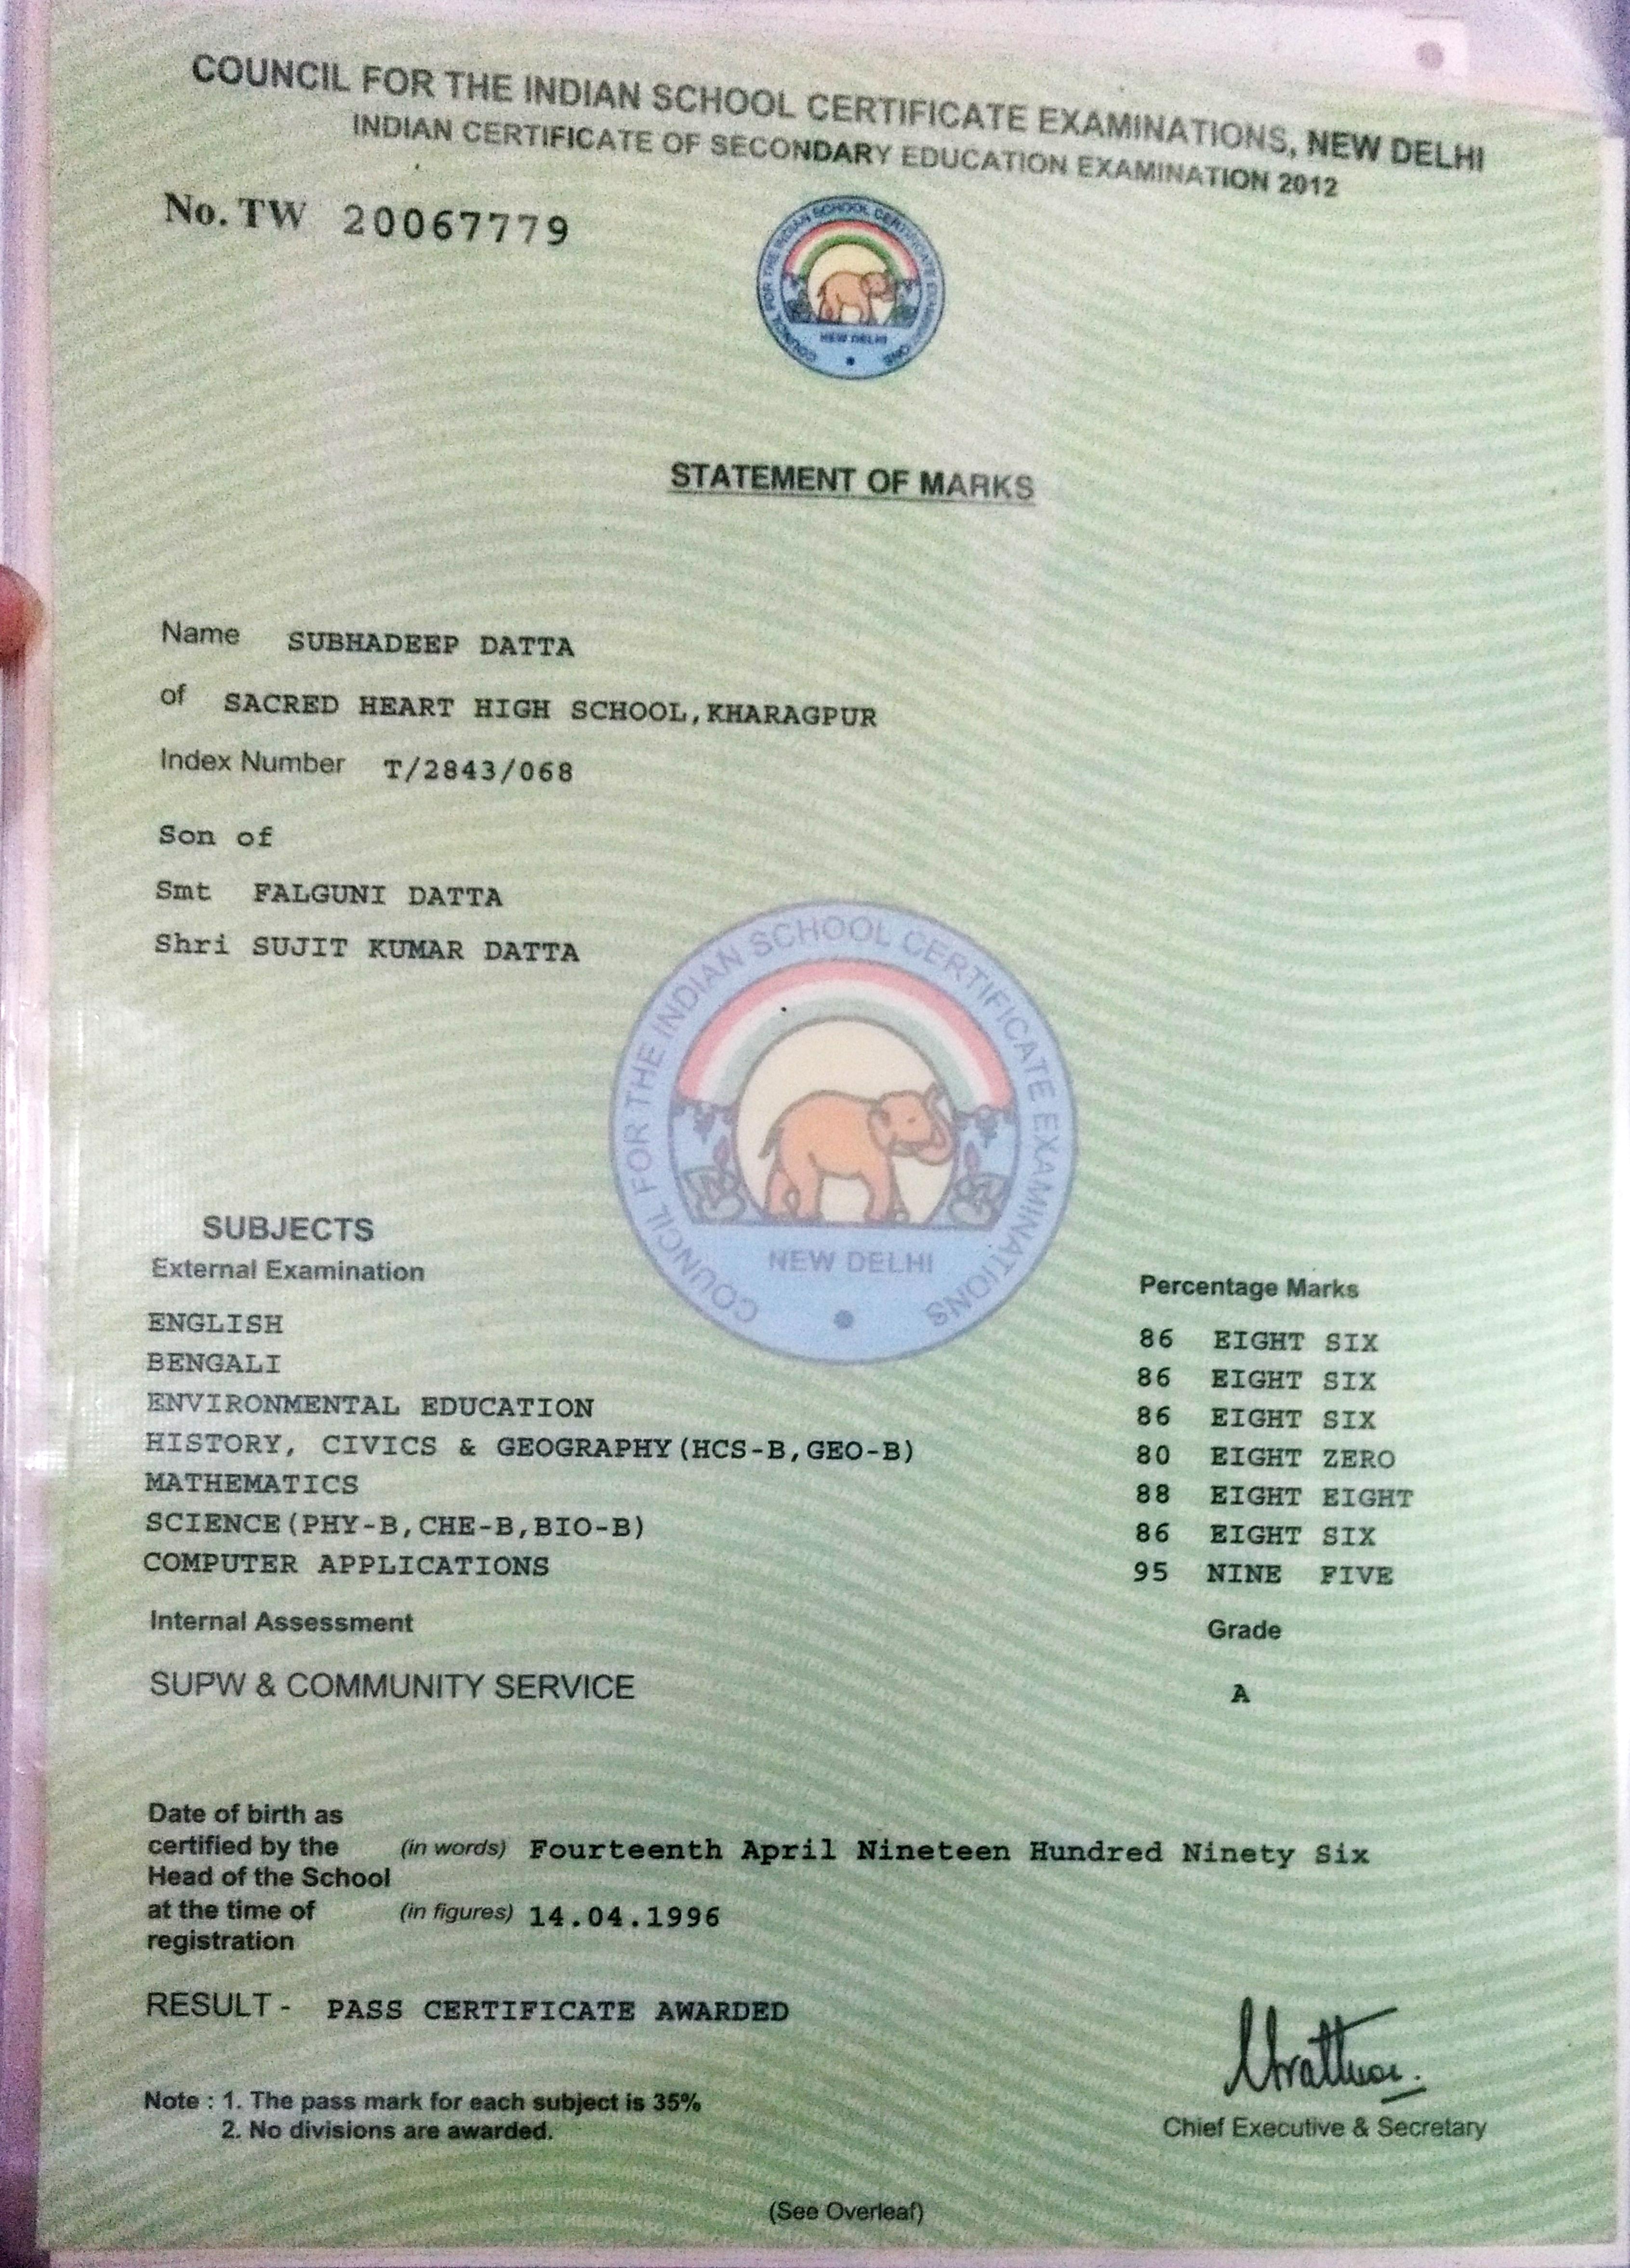 COUNCIL FOR THE INDIAN SCHOOL CERTIFICATE EXAMINATIONS, NEW DELHI
INDIAN CERTIFICATE OF SECONDARY EDUCATION EXAMINATION 2012
No. TW 20067779
COUNCIL FOR THE INDIAN SCHOOL CERTIFICATE EXAMINATIONS
NEW DELHI
STATEMENT OF MARKS
Name SUBHADEEP DATTA
of SACRED HEART HIGH SCHOOL,KHARAGPUR
Index Number T/2843/068
Son of
Smt FALGUNI DATTA
Shri SUJIT KUMAR DATTA
COUNCIL FOR THE INDIAN SCHOOL CERTIFICATE EXAMINATIONS
NEW DELHI
SUBJECTS
External Examination Percentage Marks
ENGLISH 86 EIGHT SIX
BENGALI 86 EIGHT SIX
ENVIRONMENTAL EDUCATION 86 EIGHT SIX
HISTORY, CIVICS & GEOGRAPHY(HCS-B,GEO-B) 80 EIGHT ZERO
MATHEMATICS 88 EIGHT EIGHT
SCIENCE(PHY-B,CHE-B,BIO-B) 86 EIGHT SIX
COMPUTER APPLICATIONS 95 NINE FIVE
Internal Assessment Grade
SUPW & COMMUNITY SERVICE A
Date of birth as
certified by the (in words) Fourteenth April Nineteen Hundred Ninety Six
Head of the School
at the time of (in figures) 14.04.1996
registration
RESULT - PASS CERTIFICATE AWARDED
Note : 1. The pass mark for each subject is 35%
2. No divisions are awarded.
Chief Executive & Secretary
(See Overleaf)